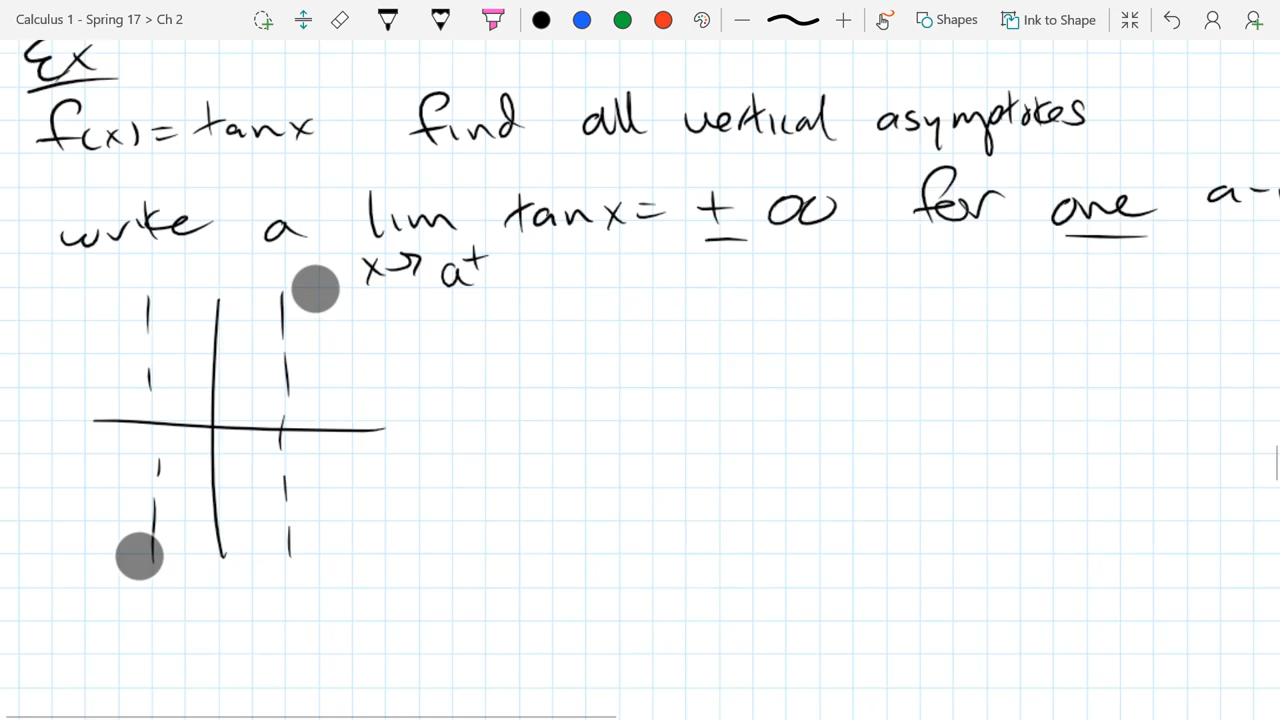 Calculus 1 - Spring 17 > Ch 2
Shapes
Ink to Shape
Ex
f(x) = tan x find all vertical asymptotes
write a lim tan x = ± ∞ for one a-
x→ a+